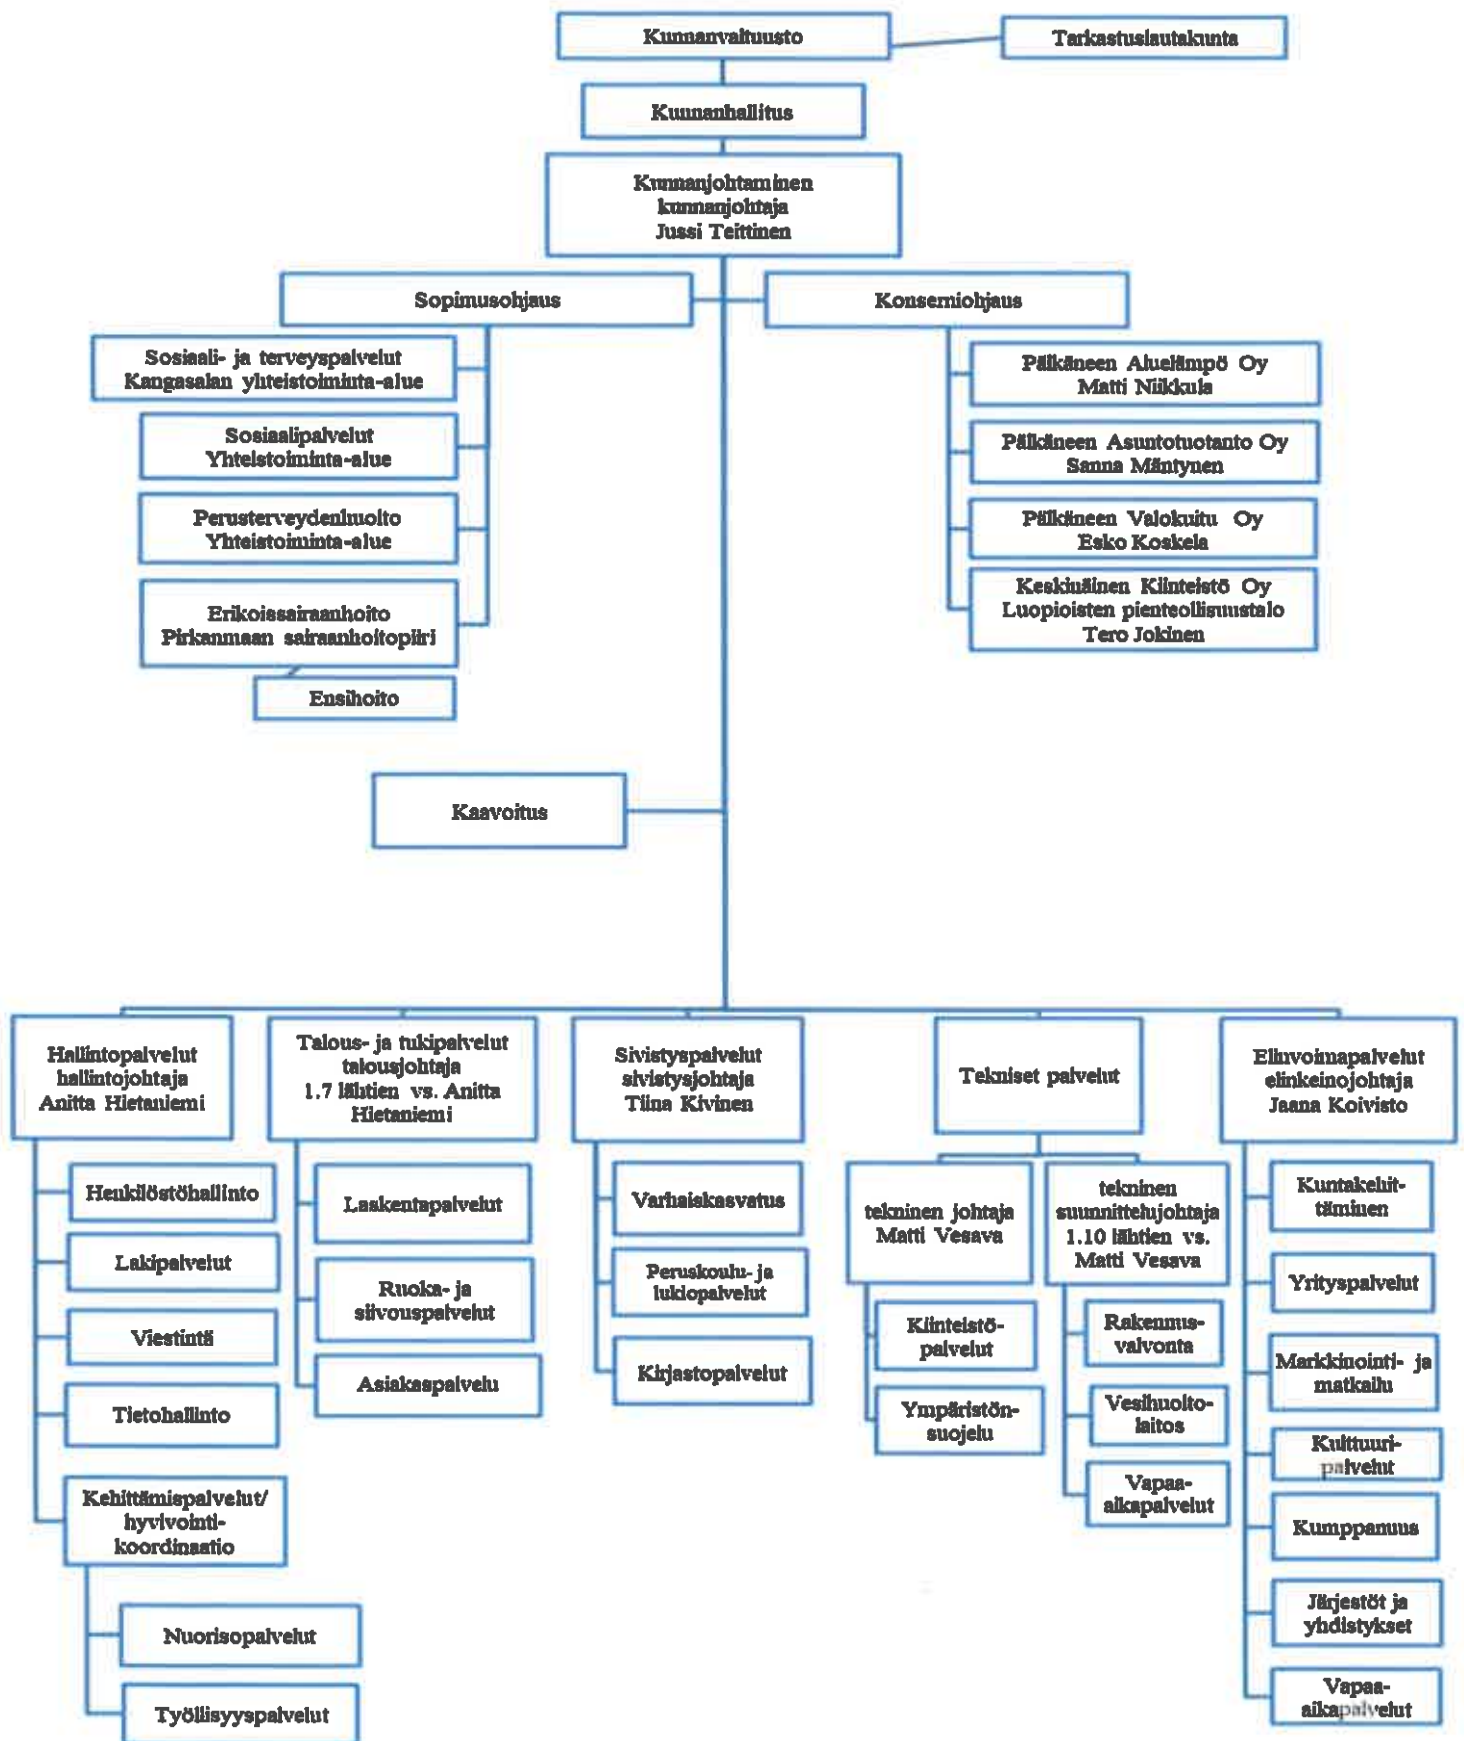 Kunnanvaltuusto
Tarkastuslautakunta
Kunnanhallitus
Kunnanjohtaminen
kunnanjohtaja
Jussi Teittinen
Sopimusohjaus
Konserniohjaus
Sosiaali- ja terveyspalvelut
Kangasalan yhteistoiminta-alue
Sosiaalipalvelut
Yhteistoiminta-alue
Perusterveydenhuolto
Yhteistoiminta-alue
Erikoissairaanhoito
Pirkanmaan sairaanhoitopiiri
Ensihoito
Pälkäneen Aluelämpö Oy
Matti Niikkula
Pälkäneen Asuntotuotanto Oy
Sanna Mäntynen
Pälkäneen Valokuitu Oy
Esko Koskela
Keskinäinen Kiinteistö Oy
Luopioisten pienteollisuustalo
Tero Jokinen
Kaavoitus
Hallintopalvelut
hallintojohtaja
Anitta Hietaniemi
Henkilöstöhallinto
Lakipalvelut
Viestintä
Tietohallinto
Kehittämispalvelut/
hyvivointi-
koordinaatio
Nuorisopalvelut
Työllisyyspalvelut
Talous- ja tukipalvelut
talousjohtaja
1.7 lähtien vs. Anitta
Hietaniemi
Laskentapalvelut
Ruoka- ja
siivouspalvelut
Asiakaspalvelu
Sivistyspalvelut
sivistysjohtaja
Tiina Kivinen
Varhaiskasvatus
Peruskoulu- ja
lukiopalvelut
Kirjastopalvelut
Tekniset palvelut
tekninen johtaja
Matti Vesava
Kiinteistö-
palvelut
Ympäristön-
suojelu
tekninen
suunnittelujohtaja
1.10 lähtien vs.
Matti Vesava
Rakennus-
valvonta
Vesihuolto-
laitos
Vapaa-
aikapalvelut
Elinvoimapalvelut
elinkeinojohtaja
Jaana Koivisto
Kuntakehit-
täminen
Yrityspalvelut
Markkinointi- ja
matkailu
Kulttuuri-
palvelut
Kumppanuus
Järjestöt ja
yhdistykset
Vapaa-
aikapalvelut